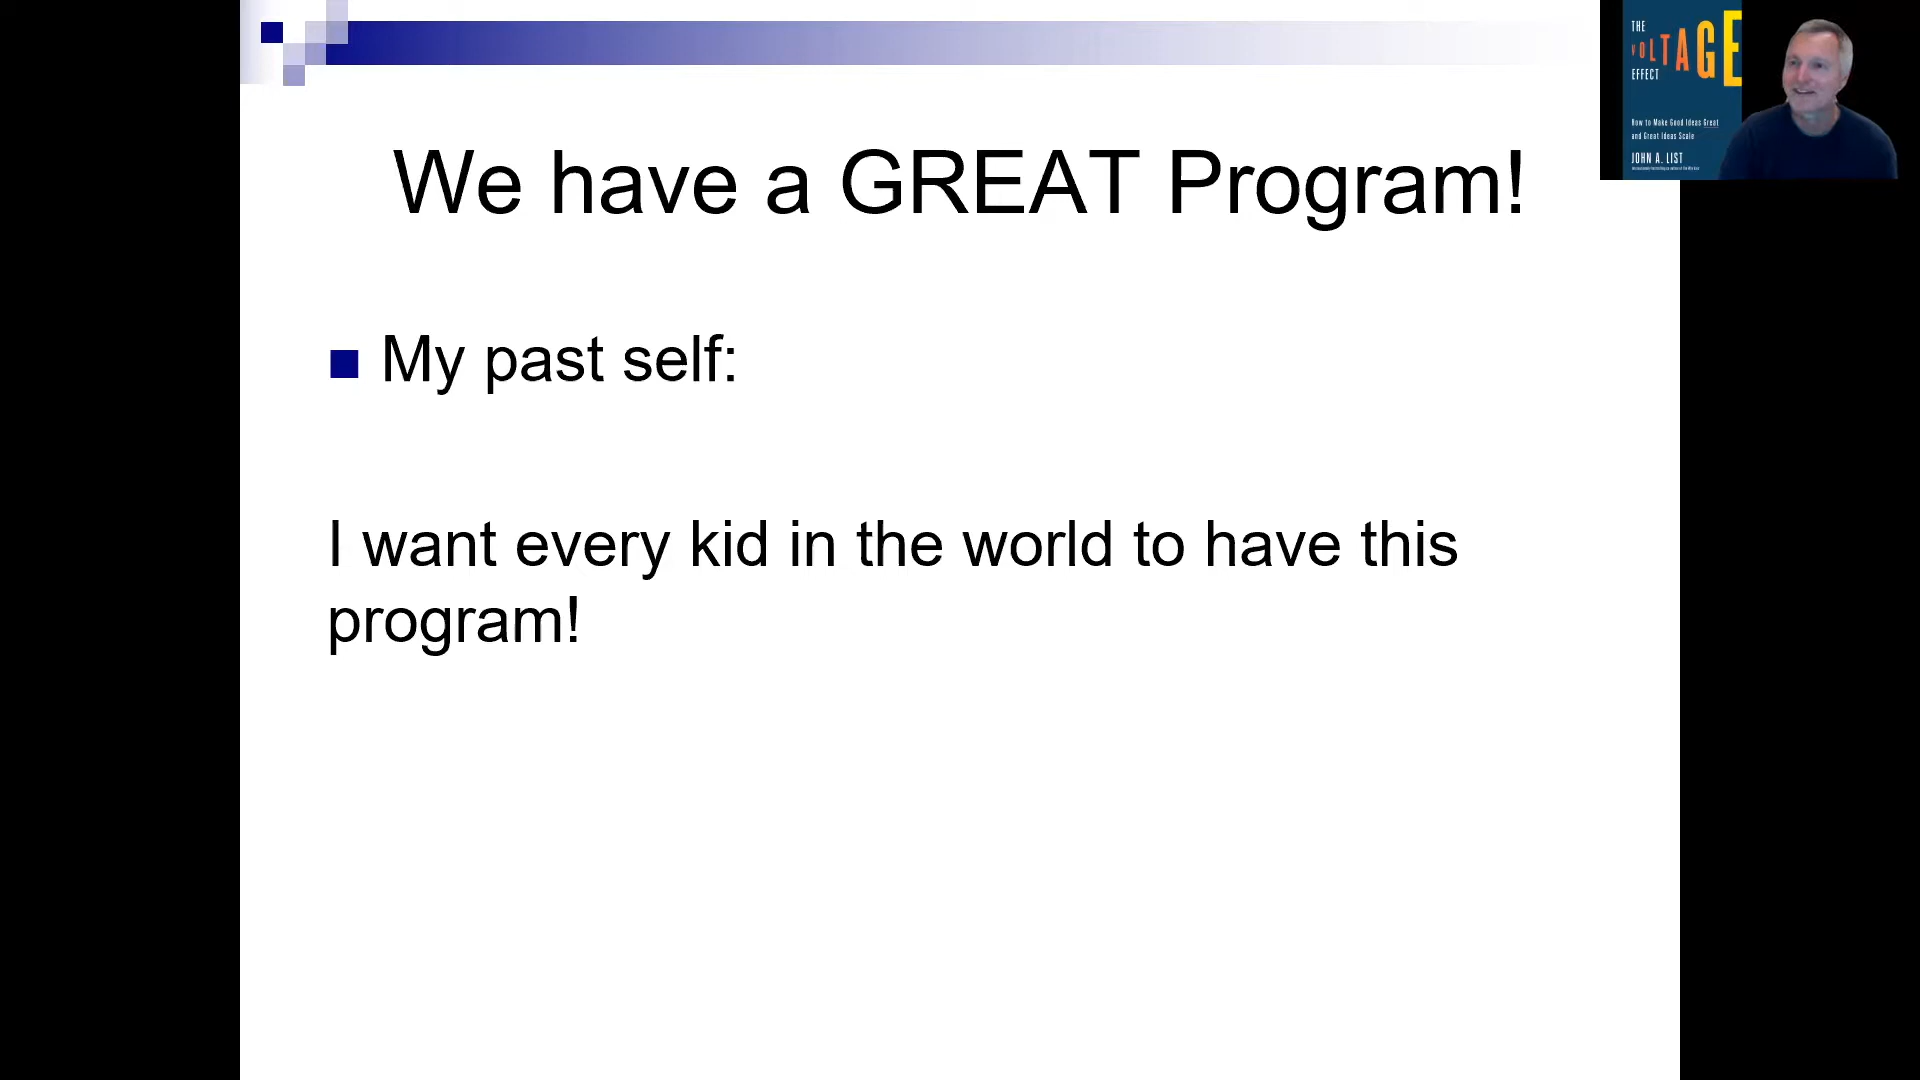 We have a GREAT Program!
My past self:
I want every kid in the world to have this
program!
THE
VOLTAGE
EFFECT
How to Make Good Ideas Great
and Great Ideas Scale
JOHN A. LIST